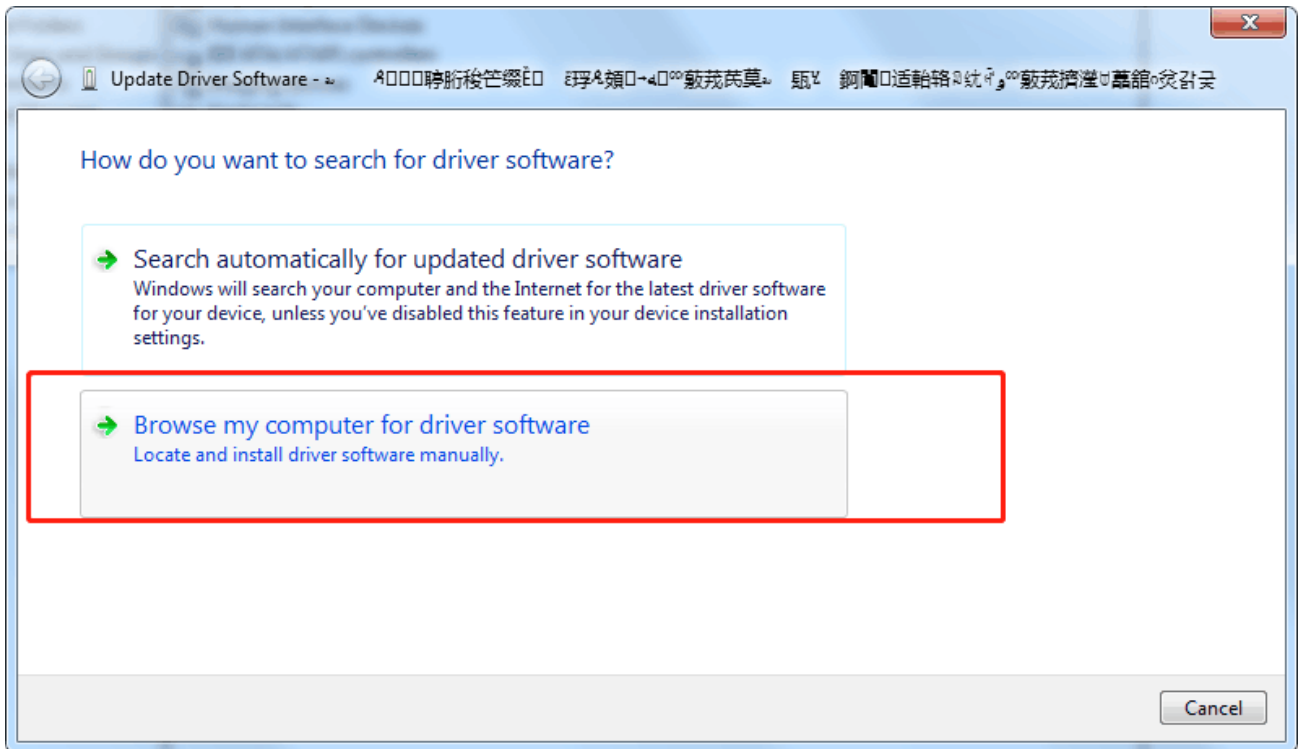 Update Driver Software -
How do you want to search for driver software?
Search automatically for updated driver software
Windows will search your computer and the Internet for the latest driver software
for your device, unless you've disabled this feature in your device installation
settings.
Browse my computer for driver software
Locate and install driver software manually.
Cancel